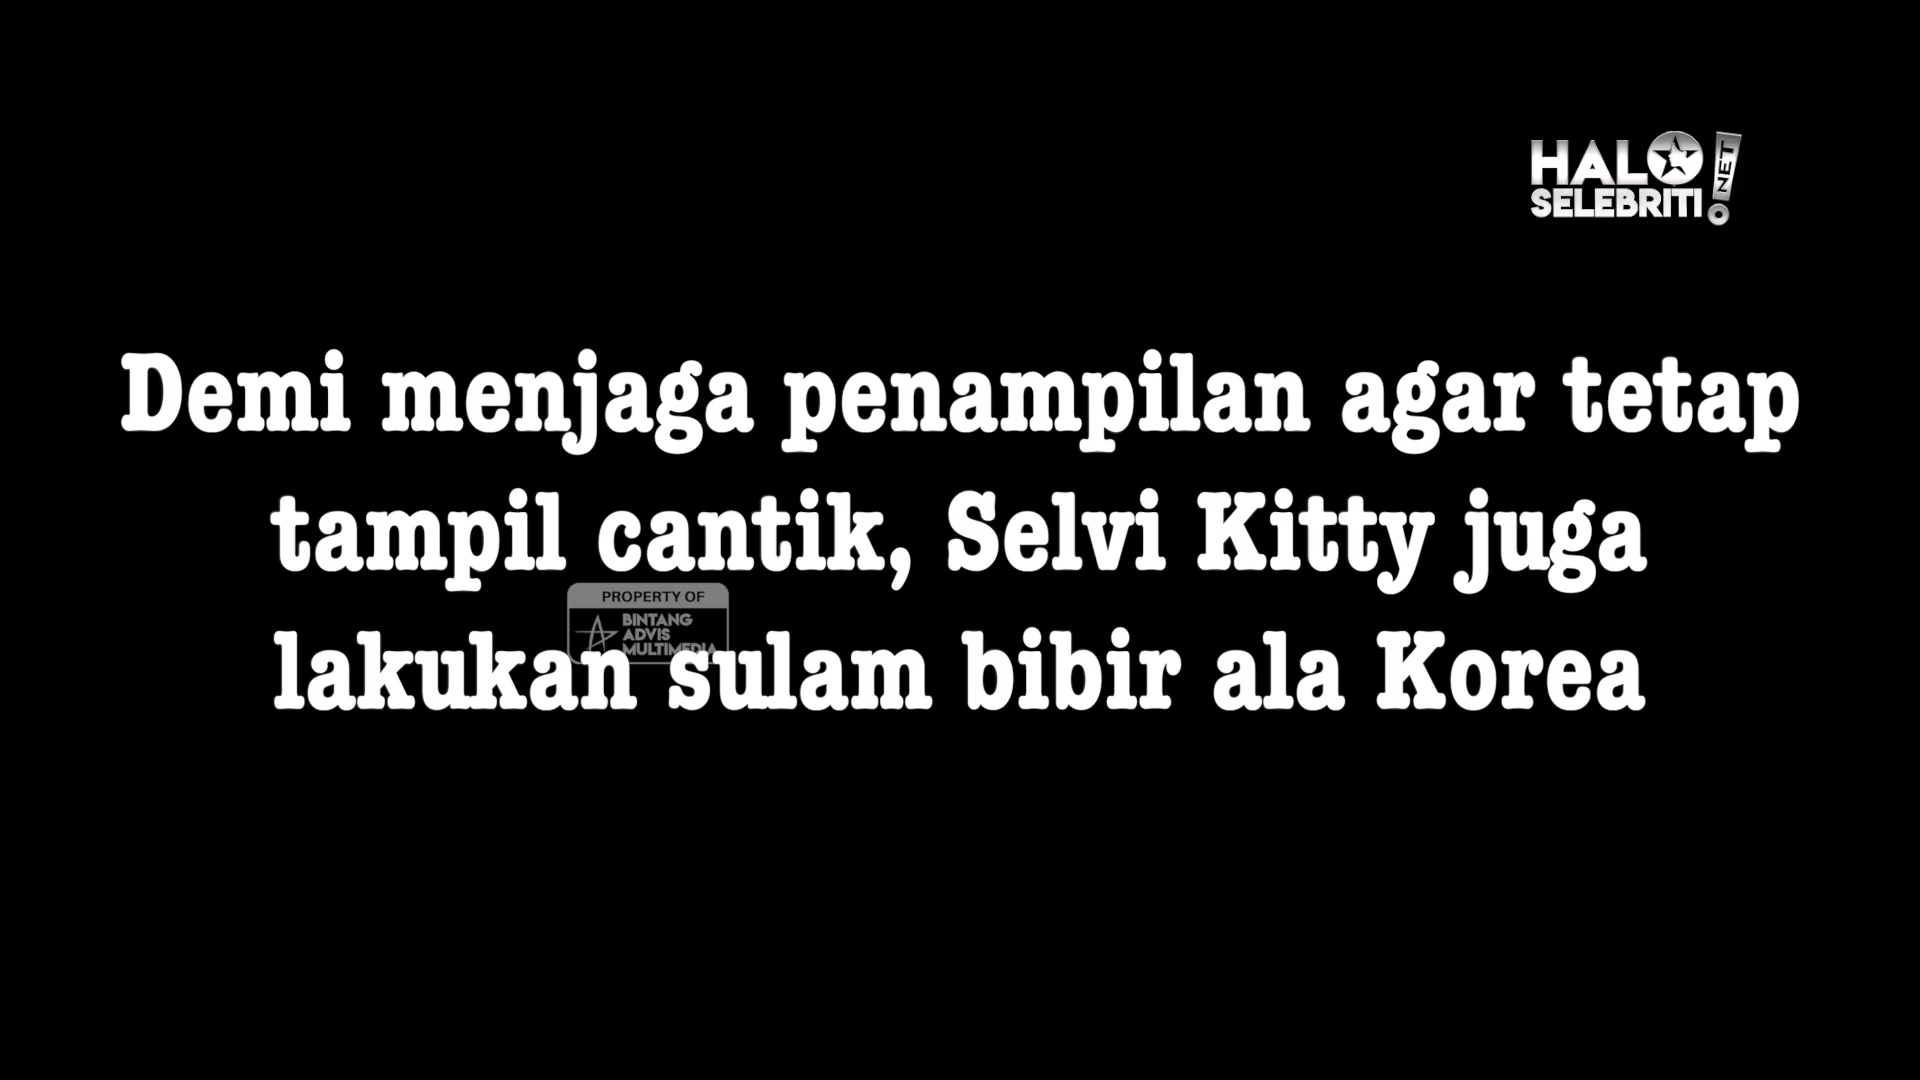 HALO
SELEBRITI
NET
Demi menjaga penampilan agar tetap
tampil cantik, Selvi Kitty juga
lakukan sulam bibir ala Korea
PROPERTY OF
BINTANG
ADVIS
MULTIMEDIA